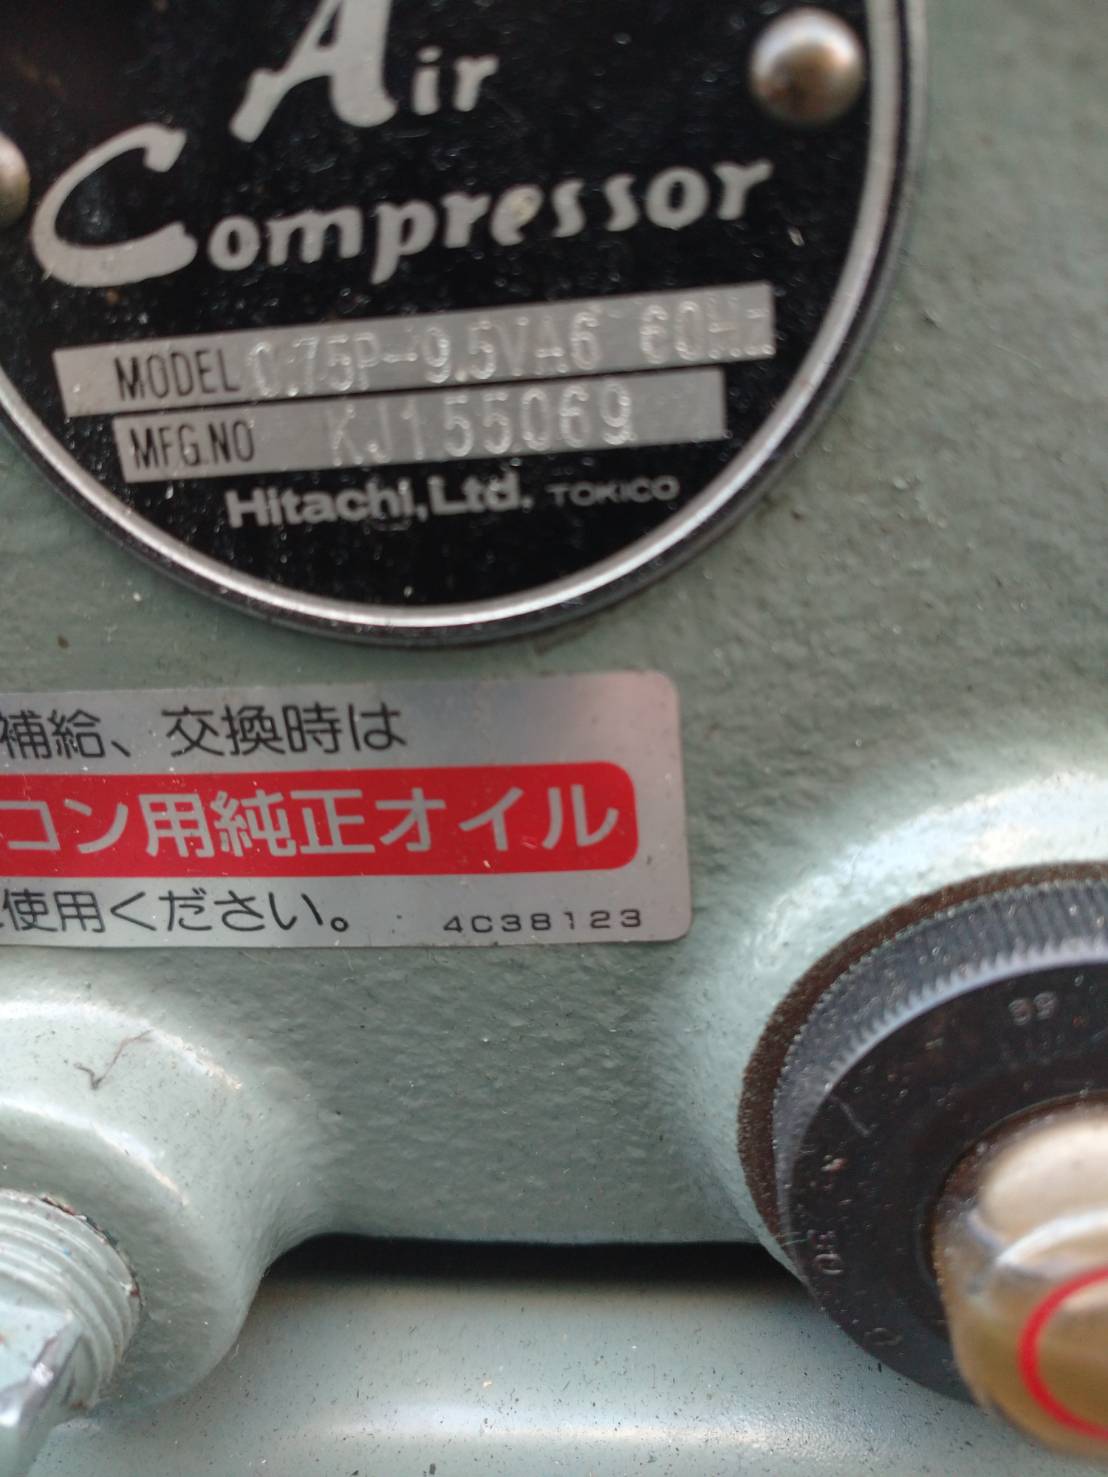 Air
Compressor
MODEL 0.75P-9.5VA6 60Hz
MFG.NO KJ155069
Hitachi,Ltd. TOKICO
補給、交換時は
コン用純正オイル
使用ください。 4C38123